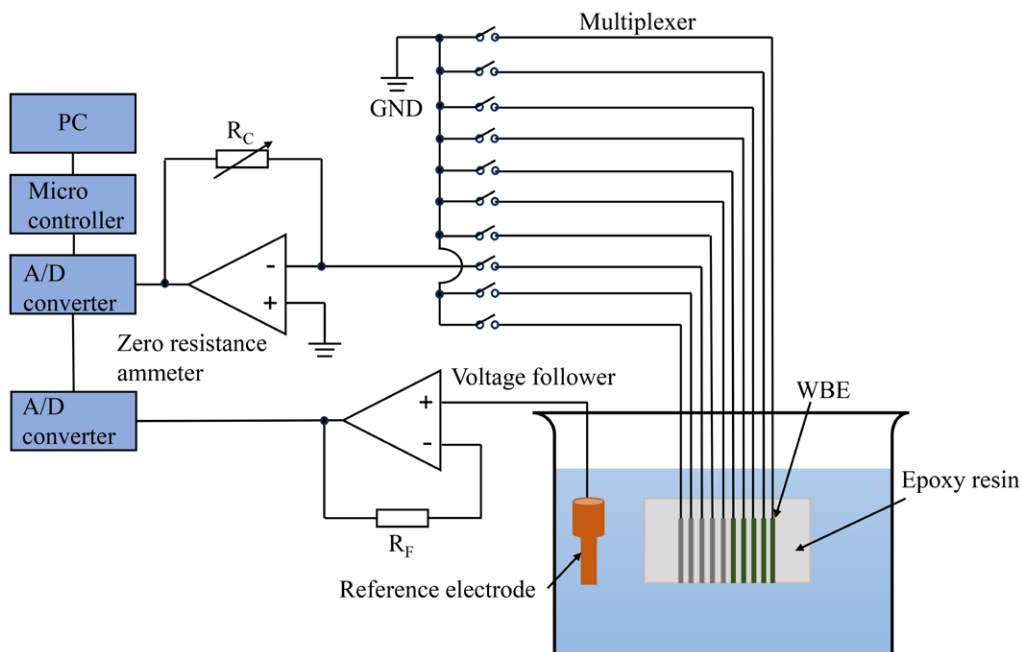 Multiplexer
GND
PC
R_C
Micro
controller
-
+
A/D
converter
Zero resistance
ammeter
Voltage follower
A/D
converter
+
-
R_F
WBE
Epoxy resin
Reference electrode